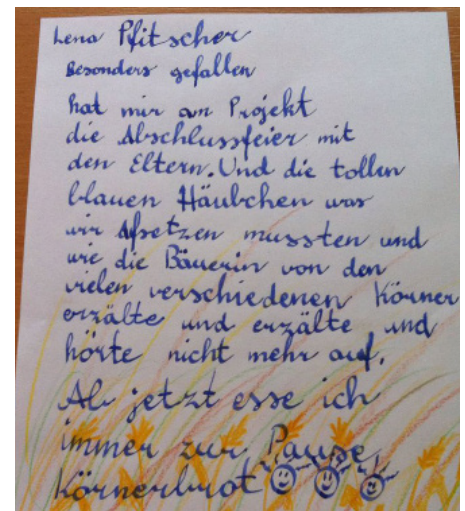 Lena Pfitscher
Besonders gefallen
hat mir am Projekt
die Abschlussfeier mit
den Eltern. Und die tollen
blauen Häubchen was
wir Afsetzen mussten und
wie die Bäuerin von den
vielen verschiedenen Körner
erzälte und erzälte und
hörte nicht mehr auf.
Ab jetzt esse ich
immer zur Pause
Körnerbrot